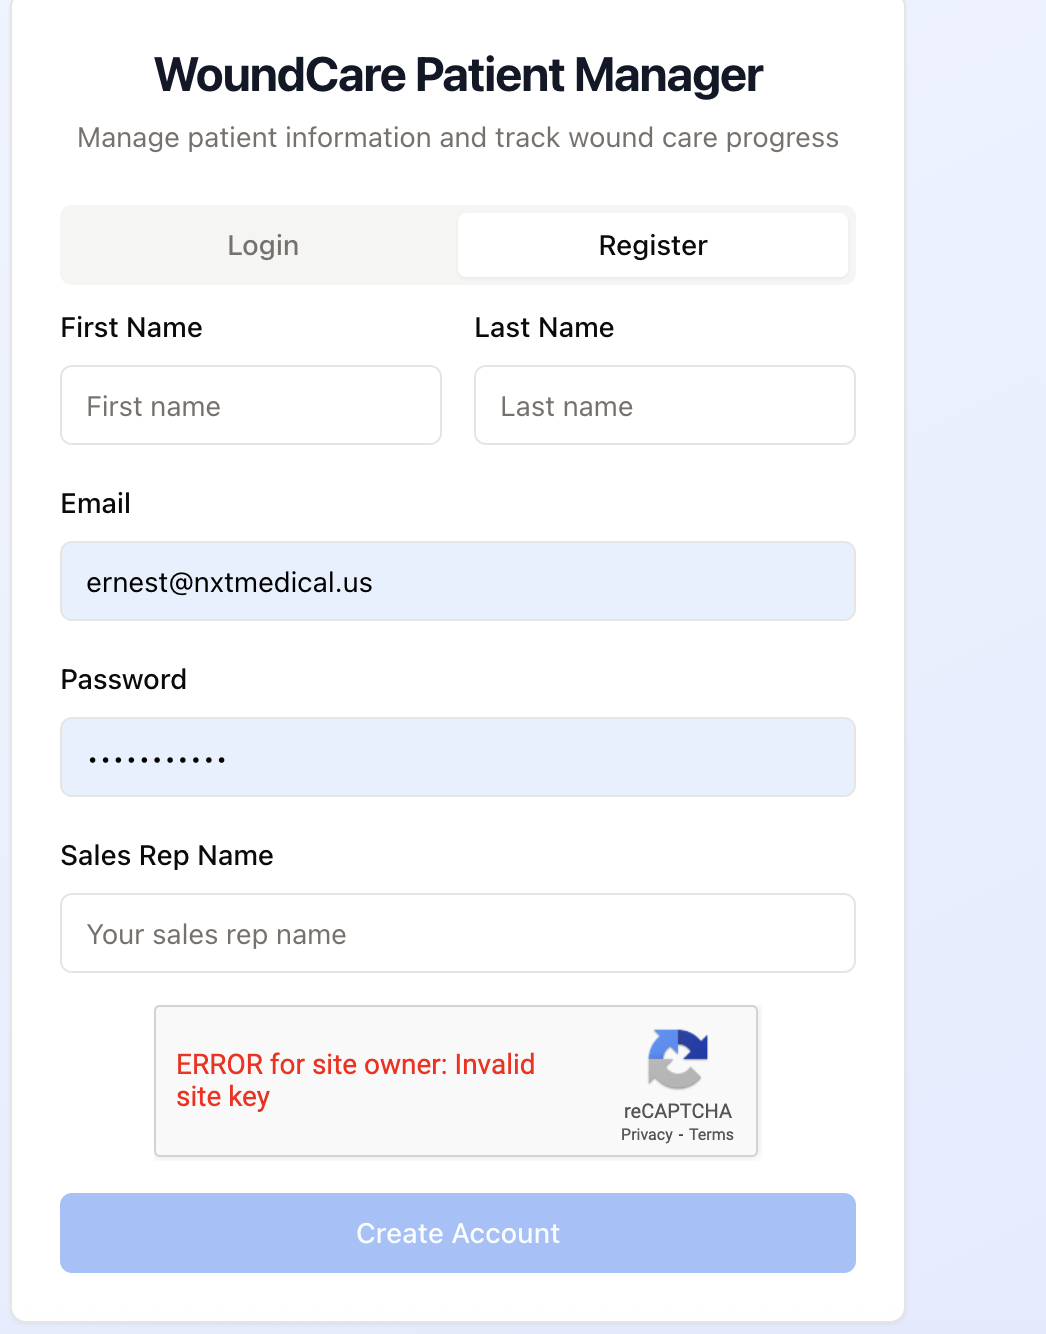 WoundCare Patient Manager
Manage patient information and track wound care progress
Login Register
First Name Last Name
First name Last name
Email
ernest@nxtmedical.us
Password
•••••••••••
Sales Rep Name
Your sales rep name
ERROR for site owner: Invalid
site key
reCAPTCHA
Privacy - Terms
Create Account